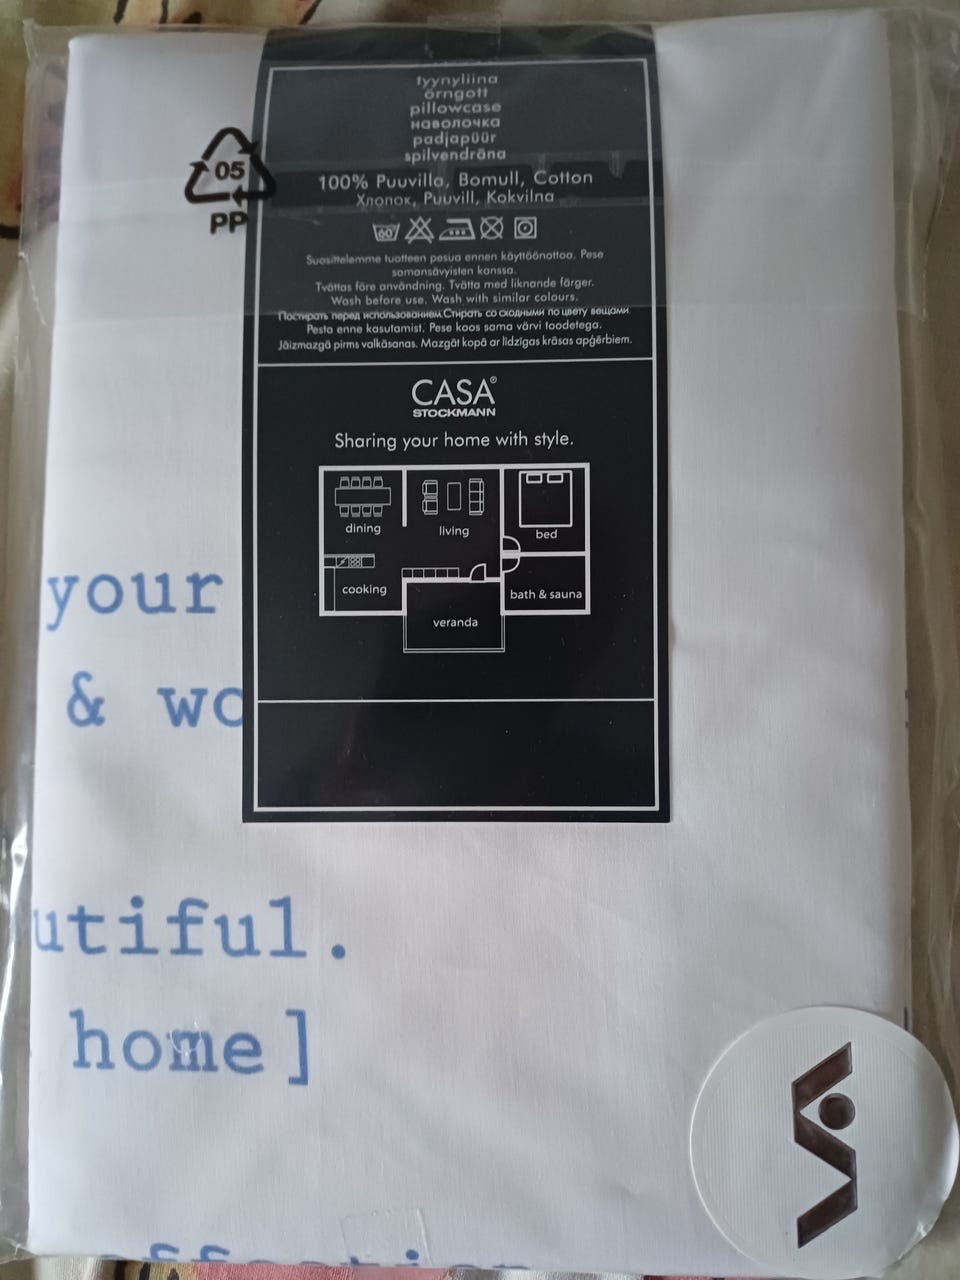 tyynyliina
örngott
pillowcase
наволочка
padjapüür
spilvendrāna
100% Puuvilla, Bomull, Cotton
Хлопок, Puuvill, Kokvilna
60
Suosittelemme tuotteen pesua ennen käyttöönottoa. Pese
samansävyisten kanssa.
Tvättas före användning. Tvätta med liknande färger.
Wash before use. Wash with similar colours.
Постирать перед использованием.Стирать со сходными по цвету вещами.
Pesta enne kasutamist. Pese koos sama värvi toodetega.
Jāizmazgā pirms valkāšanas. Mazgāt kopā ar līdzīgas krāsas apģērbiem.
05
PP
CASA®
STOCKMANN
Sharing your home with style.
dining
living
bed
cooking
bath & sauna
veranda
your
& wo
utiful.
home]